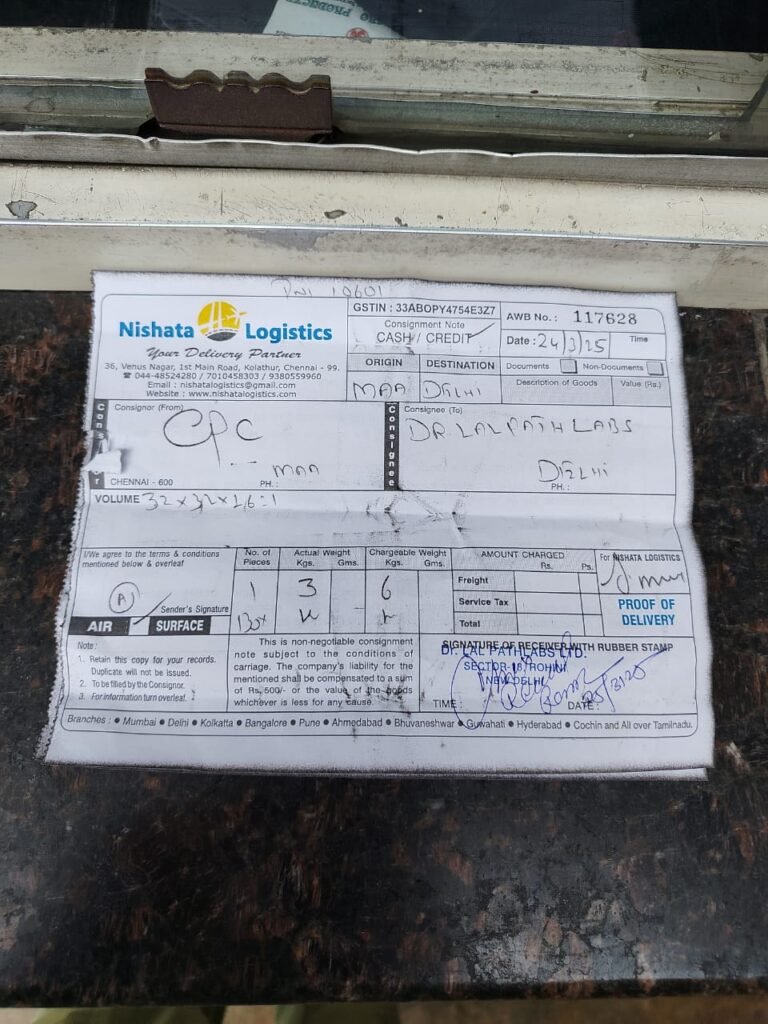 PRODUCTS
Nishata Logistics
Your Delivery Partner
36, Venus Nagar, 1st Main Road, Kolathur, Chennai - 99.
☎ 044-48524280 / 7010458303 / 9380559960
Email : nishatalogistics@gmail.com
Website : www.nishatalogistics.com
GSTIN : 33ABOPY4754E3Z7
Consignment Note
CASH / CREDIT
AWB No.: 117628
Date : 24/3/25 Time
ORIGIN DESTINATION
MAA DELHI
Documents Non-Documents
Description of Goods Value (Rs.)
Consignor (From)
CPC
MAA
CHENNAI - 600 PH. :
Consignee
Consignee (To)
DR. LAL PATH LABS
DELHI
PH. :
VOLUME 32 x 32 x
I/We agree to the terms & conditions
mentioned below & overleaf
Sender's Signature
AIR SURFACE
No. of Pieces
1
Box
Actual Weight
Kgs. Gms.
3
Chargeable Weight
Kgs. Gms.
6
AMOUNT CHARGED
Rs. Ps.
Freight
Service Tax
Total
For NISHATA LOGISTICS
PROOF OF DELIVERY
Note :
1. Retain this copy for your records.
Duplicate will not be issued.
2. To be filled by the Consignor.
3. For information turn overleaf.
This is non-negotiable consignment
note subject to the conditions of
carriage. The company's liability for the
mentioned shall be compensated to a sum
of Rs. 500/- or the value of the goods
whichever is less for any cause.
SIGNATURE OF RECEIVER WITH RUBBER STAMP
Dr. LAL PATHLABS LTD.
SECTOR-18, ROHINI
NEW DELHI
25/3/25
TIME : DATE :
Branches : ● Mumbai ● Delhi ● Kolkatta ● Bangalore ● Pune ● Ahmedabad ● Bhuvaneshwar ● Guwahati ● Hyderabad ● Cochin and All over Tamilnadu.